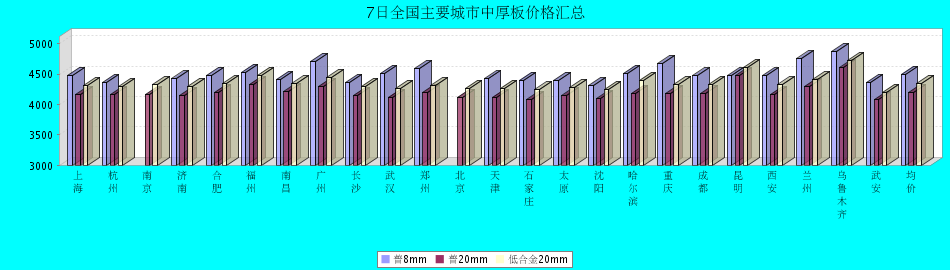 7日全国主要城市中厚板价格汇总
5000
4500
4000
3500
3000
上海 杭州 南京 济南 合肥 福州 南昌 广州 长沙 武汉 郑州 北京 天津 石家庄 太原 沈阳 哈尔滨 重庆 成都 昆明 西安 兰州 乌鲁木齐 武安 均价
普8mm 普20mm 低合金20mm